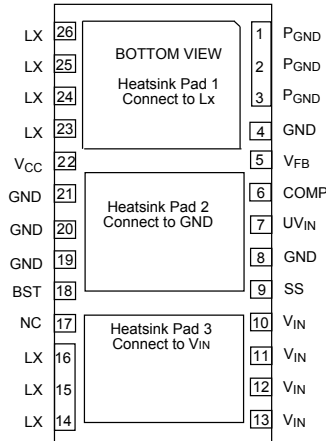 LX 26 1 PGND
BOTTOM VIEW
LX 25 2 PGND
Heatsink Pad 1
Connect to Lx
LX 24 3 PGND
LX 23 4 GND
VCC 22 5 VFB
GND 21 6 COMP
Heatsink Pad 2
Connect to GND
GND 20 7 UVIN
GND 19 8 GND
BST 18 9 SS
NC 17 10 VIN
Heatsink Pad 3
Connect to VIN
LX 16 11 VIN
LX 15 12 VIN
LX 14 13 VIN